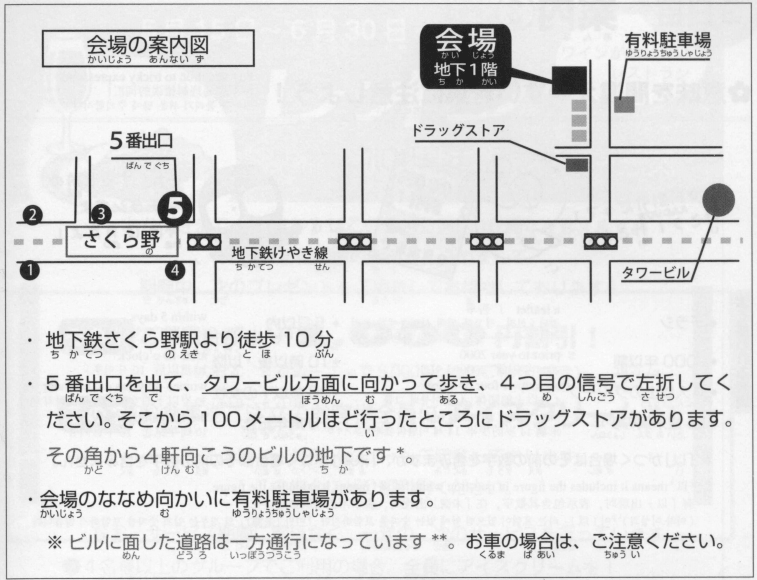 会場の案内図
かいじょう あんない ず
会場
かい じょう
地下1階
ち か かい
有料駐車場
ゆうりょうちゅうしゃじょう
ドラッグストア
5番出口
ばん で ぐち
❷
❸
❺
さくら野
の
地下鉄けやき線
ち か てつ せん
❶
❹
タワービル
・ 地下鉄さくら野駅より徒歩 10分
ち か てつ の えき と ほ ぷん
・ 5番出口を出て、タワービル方面に向かって歩き、4つ目の信号で左折してく
ばん で ぐち で ほうめん む ある め しんごう させつ
ださい。そこから100メートルほど行ったところにドラッグストアがあります。
い
その角から4軒向こうのビルの地下です*。
かど けん む ち か
・会場のななめ向かいに有料駐車場があります。
かいじょう む ゆうりょうちゅうしゃじょう
※ ビルに面した道路は一方通行になっています**。お車の場合は、ご注意ください。
めん どう ろ いっぽうつうこう くるま ば あい ちゅう い